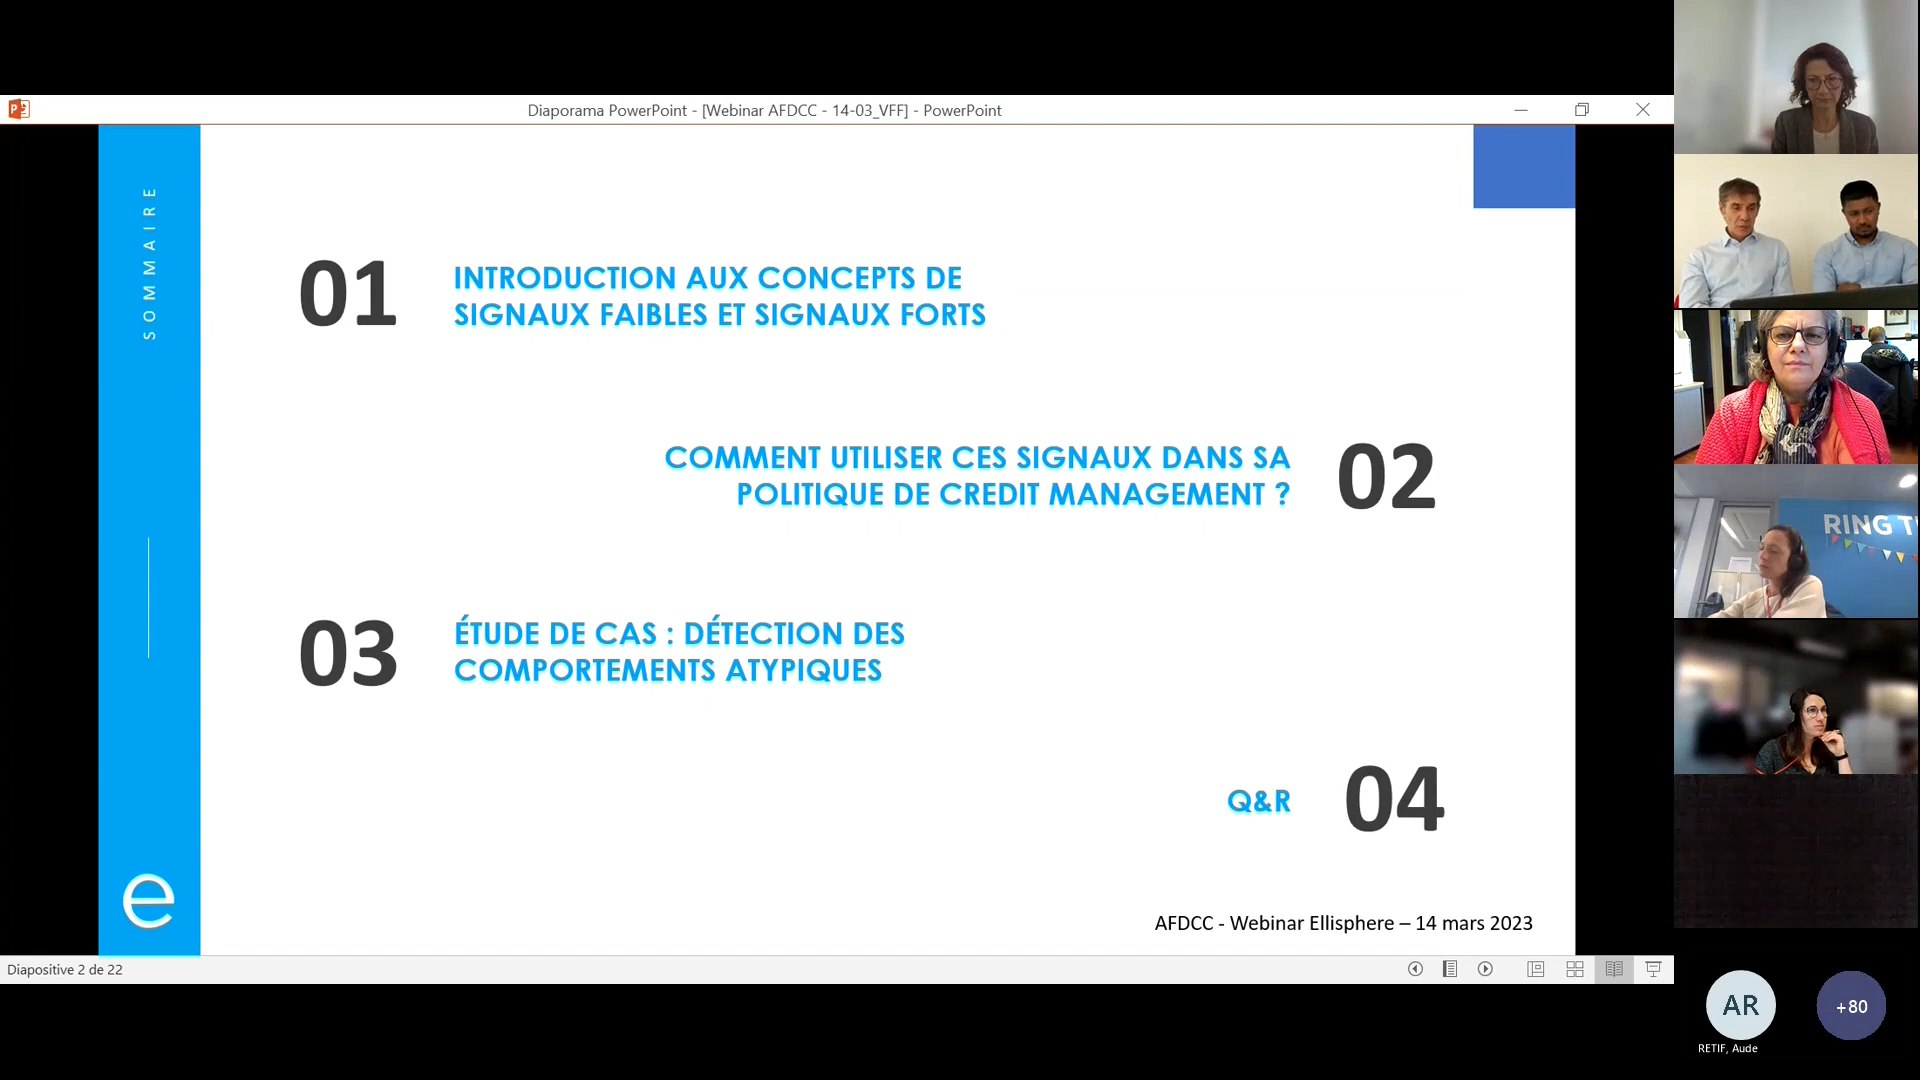 Diaporama PowerPoint - [Webinar AFDCC - 14-03_VFF] - PowerPoint
SOMMAIRE
01
INTRODUCTION AUX CONCEPTS DE
SIGNAUX FAIBLES ET SIGNAUX FORTS
COMMENT UTILISER CES SIGNAUX DANS SA
POLITIQUE DE CREDIT MANAGEMENT ?
02
03
ÉTUDE DE CAS : DÉTECTION DES
COMPORTEMENTS ATYPIQUES
Q&R
04
e
AFDCC - Webinar Ellisphere – 14 mars 2023
Diapositive 2 de 22
RING T
AR
RETIF, Aude
+80